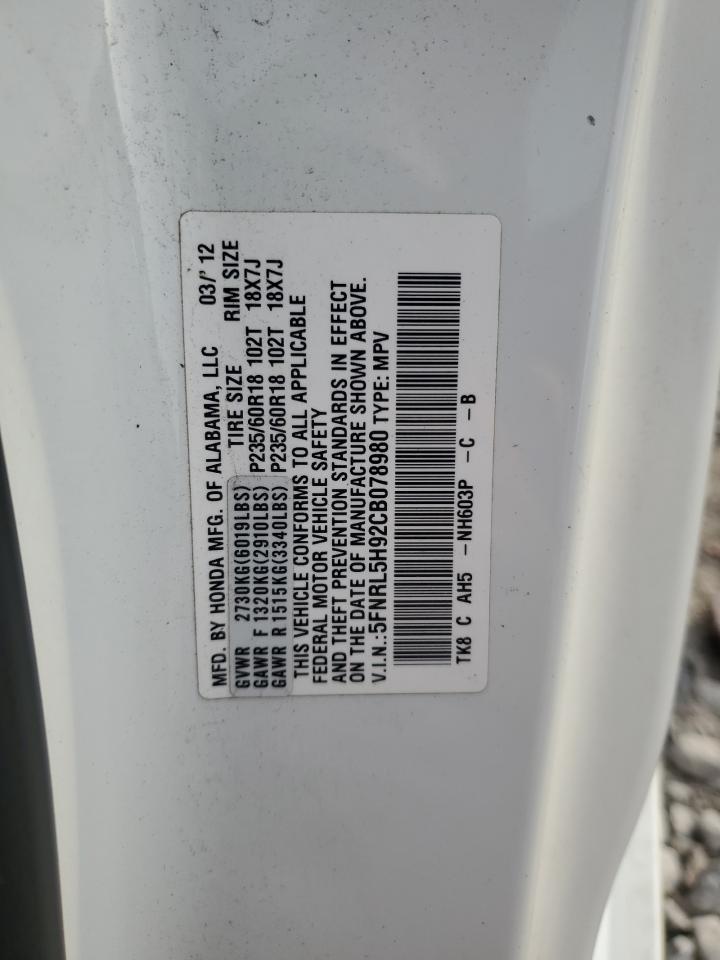 MFD. BY HONDA MFG. OF ALABAMA, LLC 03/'12
GVWR 2730KG(6019LBS) TIRE SIZE RIM SIZE
GAWR F 1320KG(2910LBS) P235/60R18 102T 18X7J
GAWR R 1515KG(3340LBS) P235/60R18 102T 18X7J
THIS VEHICLE CONFORMS TO ALL APPLICABLE
FEDERAL MOTOR VEHICLE SAFETY
AND THEFT PREVENTION STANDARDS IN EFFECT
ON THE DATE OF MANUFACTURE SHOWN ABOVE.
V.I.N.:5FNRL5H92CB078980 TYPE: MPV
TK8 C AH5 -NH603P -C -B